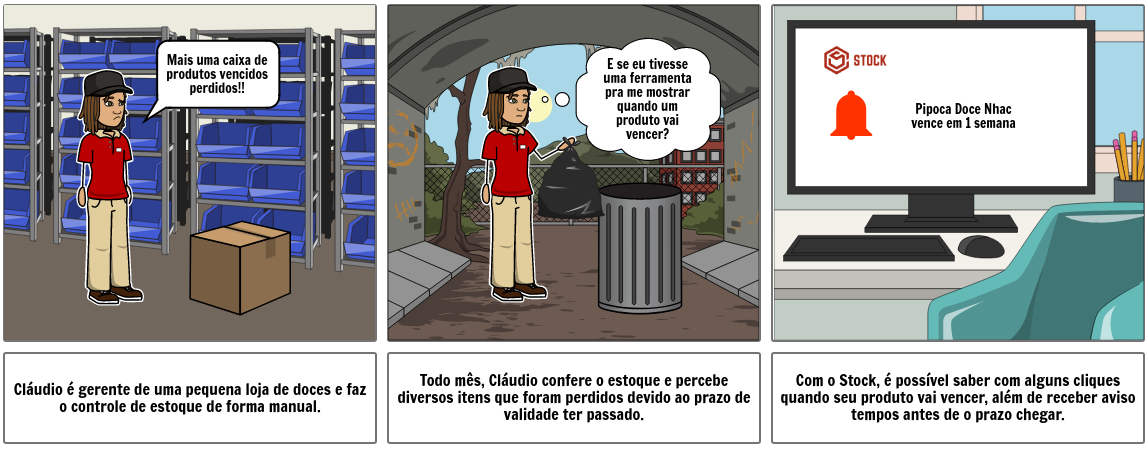 Mais uma caixa de
produtos vencidos
perdidos!!
E se eu tivesse
uma ferramenta
pra me mostrar
quando um
produto vai
vencer?
STOCK
Pipoca Doce Nhac
vence em 1 semana
Cláudio é gerente de uma pequena loja de doces e faz
o controle de estoque de forma manual.
Todo mês, Cláudio confere o estoque e percebe
diversos itens que foram perdidos devido ao prazo de
validade ter passado.
Com o Stock, é possível saber com alguns cliques
quando seu produto vai vencer, além de receber aviso
tempos antes de o prazo chegar.